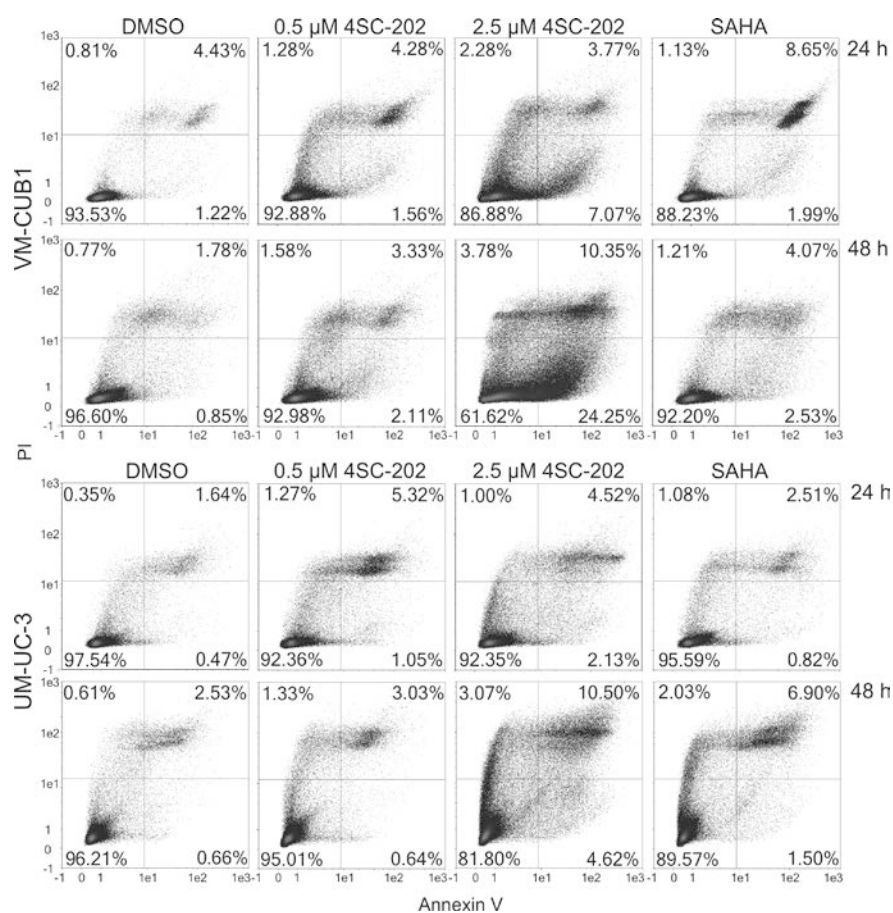 DMSO 0.5 µM 4SC-202 2.5 µM 4SC-202 SAHA
1e3 0.81% 4.43% 1.28% 4.28% 2.28% 3.77% 1.13% 8.65% 24 h
1e2
1e1
1
0
-1 93.53% 1.22% 92.88% 1.56% 86.88% 7.07% 88.23% 1.99%
VM-CUB1
1e3 0.77% 1.78% 1.58% 3.33% 3.78% 10.35% 1.21% 4.07% 48 h
1e2
1e1
1
0
-1 96.60% 0.85% 92.98% 2.11% 61.62% 24.25% 92.20% 2.53%
-1 0 1 1e1 1e2 1e3 -1 0 1 1e1 1e2 1e3 -1 0 1 1e1 1e2 1e3 -1 0 1 1e1 1e2 1e3
PI
DMSO 0.5 µM 4SC-202 2.5 µM 4SC-202 SAHA
1e3 0.35% 1.64% 1.27% 5.32% 1.00% 4.52% 1.08% 2.51% 24 h
1e2
1e1
1
0
-1 97.54% 0.47% 92.36% 1.05% 92.35% 2.13% 95.59% 0.82%
UM-UC-3
1e3 0.61% 2.53% 1.33% 3.03% 3.07% 10.50% 2.03% 6.90% 48 h
1e2
1e1
1
0
-1 96.21% 0.66% 95.01% 0.64% 81.80% 4.62% 89.57% 1.50%
-1 0 1 1e1 1e2 1e3 -1 0 1 1e1 1e2 1e3 -1 0 1 1e1 1e2 1e3 -1 0 1 1e1 1e2 1e3
Annexin V